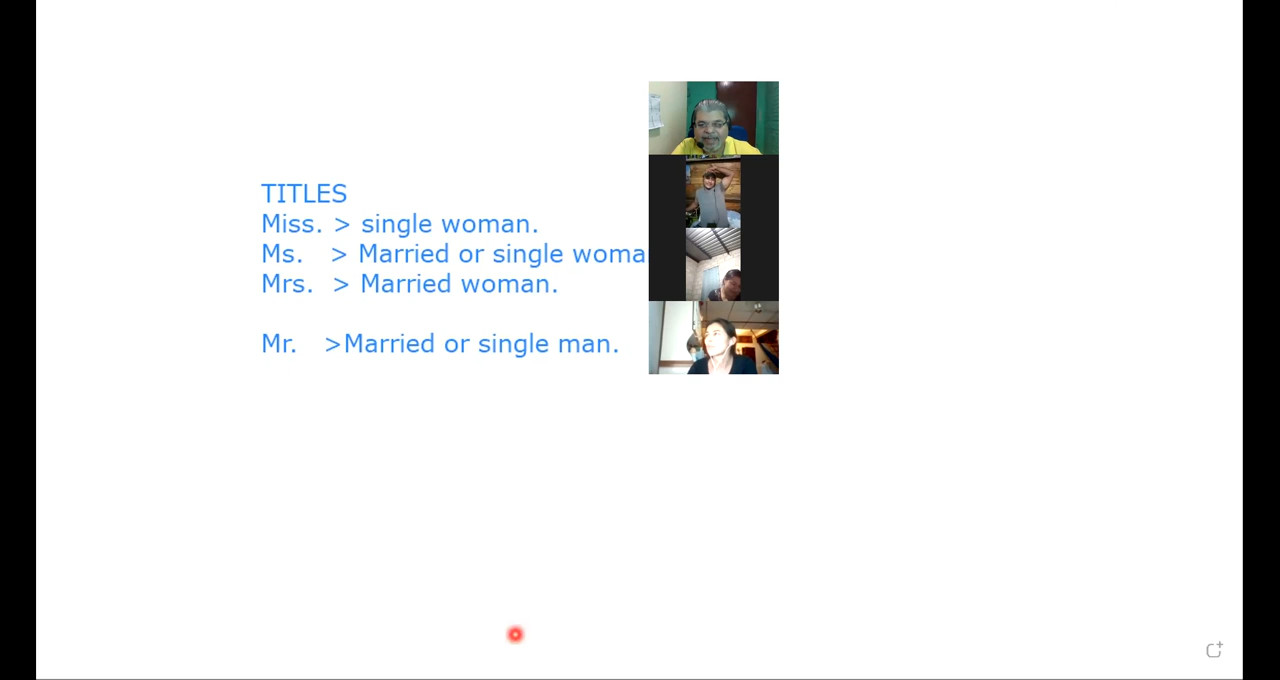 TITLES
Miss. > single woman.
Ms. > Married or single woma
Mrs. > Married woman.
Mr. >Married or single man.